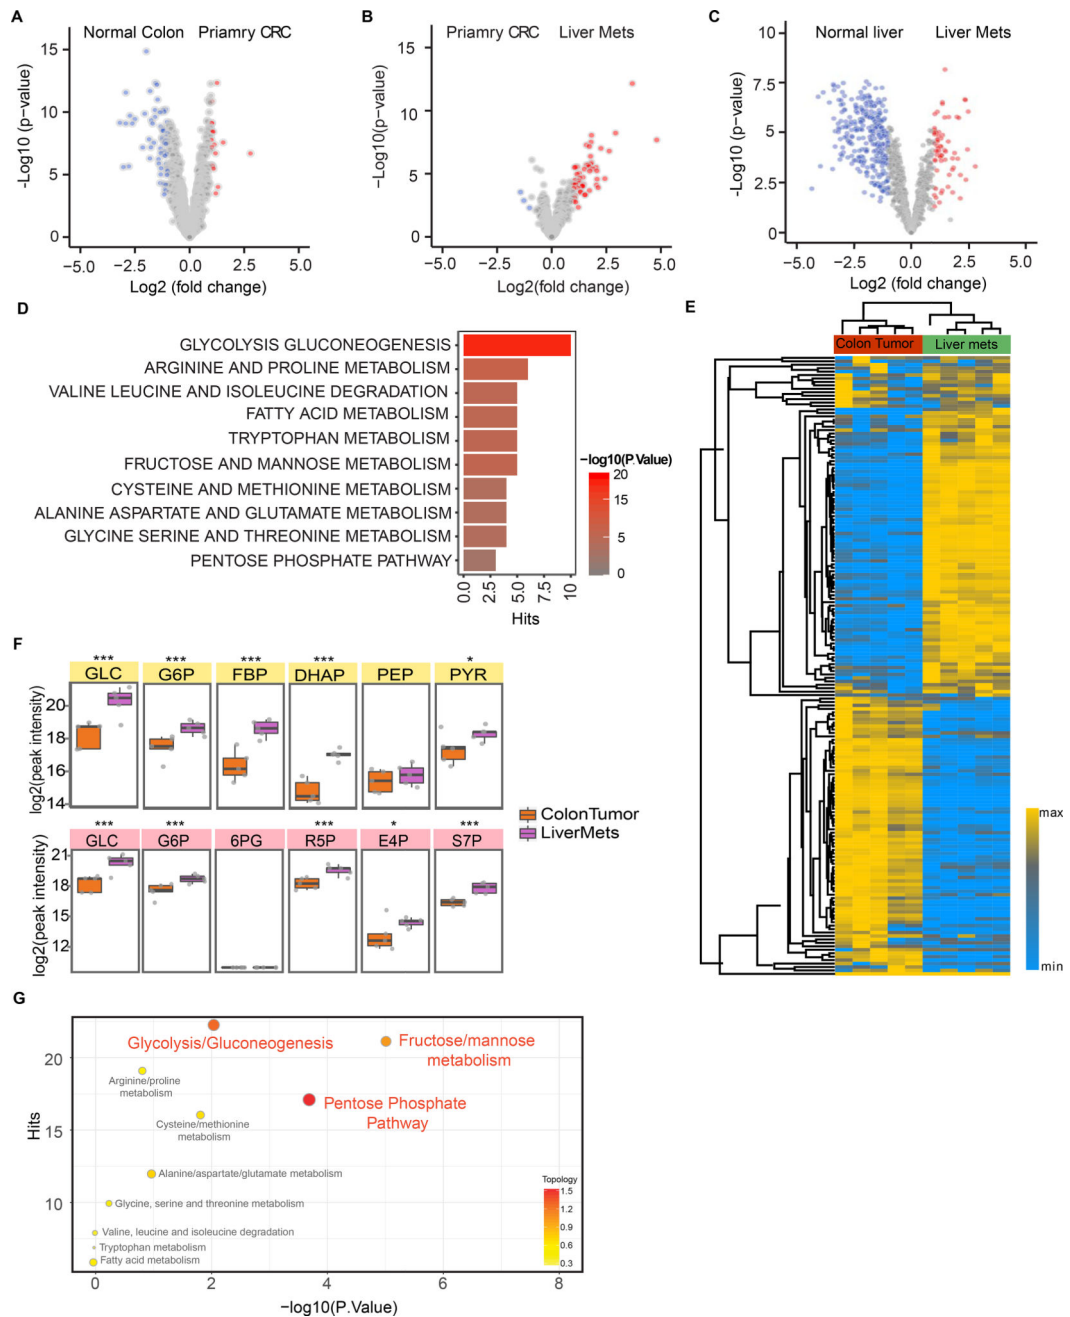 A
Normal Colon Priamry CRC
-Log10 (p-value)
15
10
5
0
−5.0 −2.5 0.0 2.5 5.0
Log2 (fold change)
B
Priamry CRC Liver Mets
−Log10(p-value)
15
10
5
0
−5.0 −2.5 0.0 2.5 5.0
Log2(fold change)
C
Normal liver Liver Mets
-Log10 (p-value)
10
7.5
5.0
2.5
0
−5.0 −2.5 0.0 2.5 5.0
Log2 (fold change)
D
GLYCOLYSIS GLUCONEOGENESIS
ARGININE AND PROLINE METABOLISM
VALINE LEUCINE AND ISOLEUCINE DEGRADATION
FATTY ACID METABOLISM
TRYPTOPHAN METABOLISM
FRUCTOSE AND MANNOSE METABOLISM
CYSTEINE AND METHIONINE METABOLISM
ALANINE ASPARTATE AND GLUTAMATE METABOLISM
GLYCINE SERINE AND THREONINE METABOLISM
PENTOSE PHOSPHATE PATHWAY
0.0 2.5 5.0 7.5 10
Hits
−log10(P.Value)
20
15
5
0
E
Colon Tumor Liver mets
max
min
F
*** *** *** *** *
GLC G6P FBP DHAP PEP PYR
log2(peak intensity)
20
18
16
14
ColonTumor
LiverMets
*** *** *** * ***
GLC G6P 6PG R5P E4P S7P
log2(peak intensity)
21
18
15
12
G
Glycolysis/Gluconeogenesis
Fructose/mannose
metabolism
Arginine/proline
metabolism
Pentose Phosphate
Pathway
Cysteine/methionine
metabolism
Alanine/aspartate/glutamate metabolism
Glycine, serine and threonine metabolism
Valine, leucine and isoleucine degradation
Tryptophan metabolism
Fatty acid metabolism
Hits
20
15
10
0 2 4 6 8
−log10(P.Value)
Topology
1.5
1.2
0.9
0.6
0.3